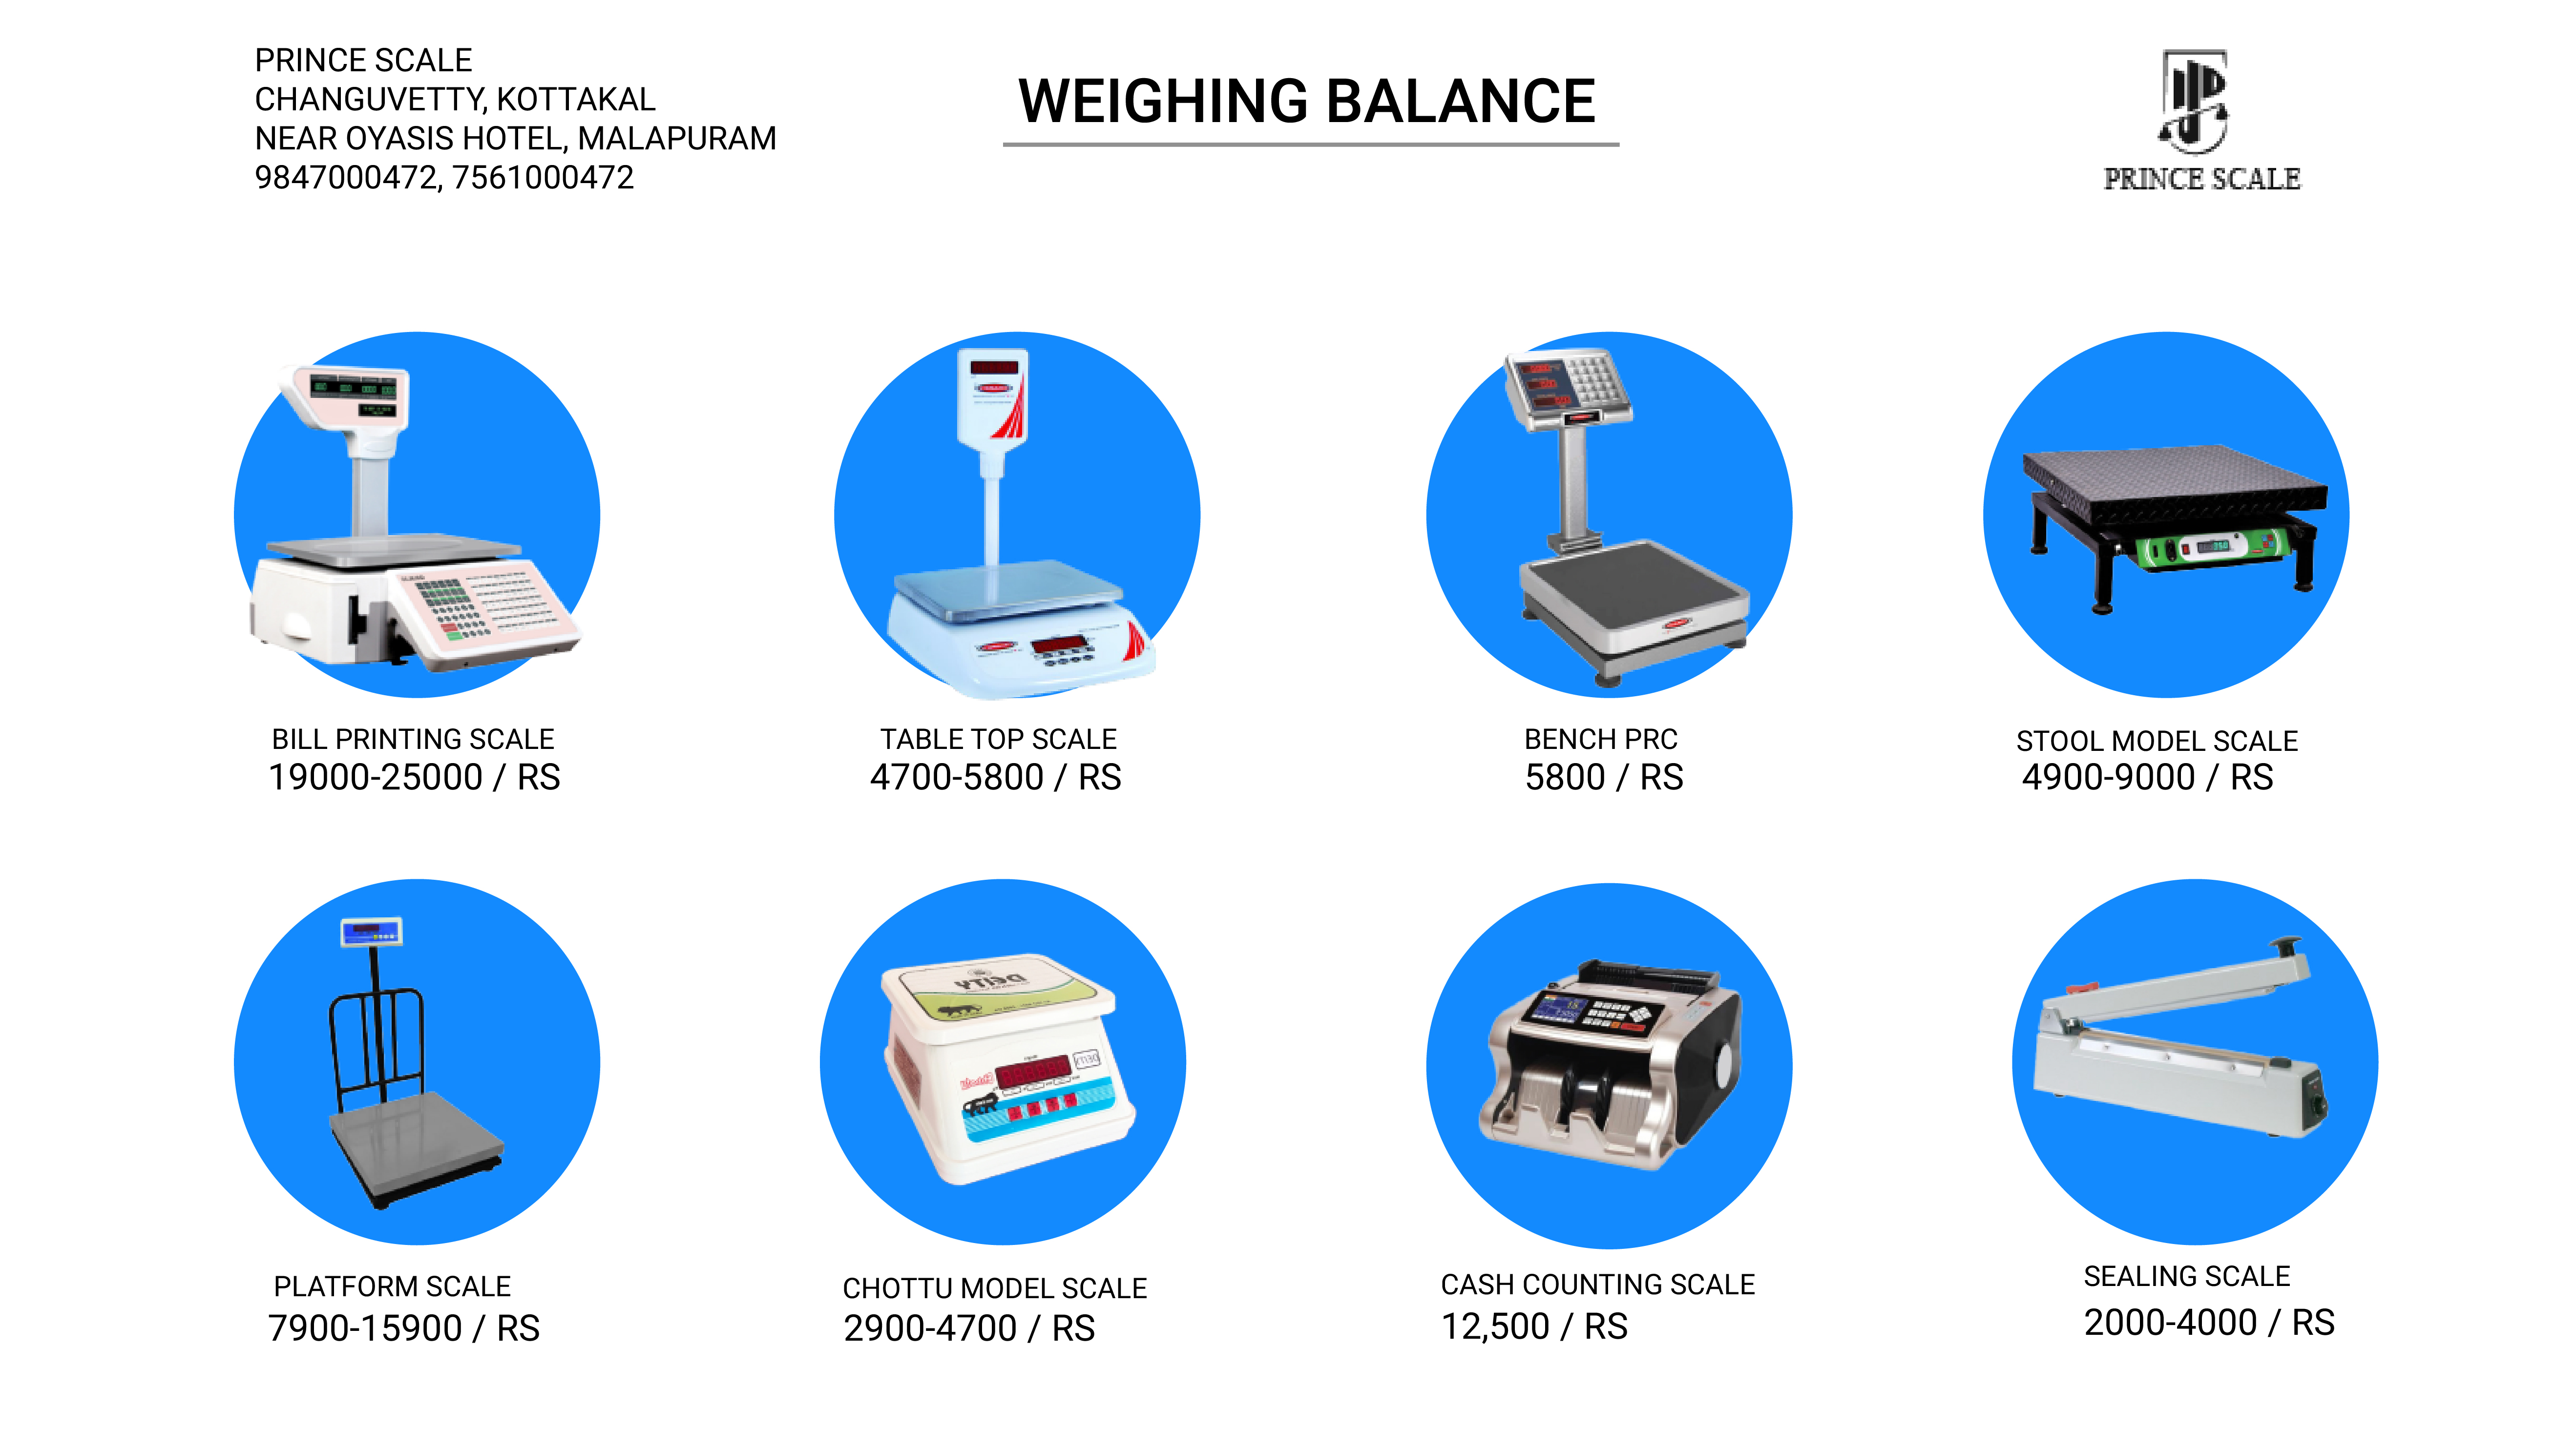 PRINCE SCALE
CHANGUVETTY, KOTTAKAL
NEAR OYASIS HOTEL, MALAPURAM
9847000472, 7561000472
WEIGHING BALANCE
PRINCE SCALE
BILL PRINTING SCALE
19000-25000 / RS
TABLE TOP SCALE
4700-5800 / RS
BENCH PRC
5800 / RS
STOOL MODEL SCALE
4900-9000 / RS
PLATFORM SCALE
7900-15900 / RS
CHOTTU MODEL SCALE
2900-4700 / RS
CASH COUNTING SCALE
12,500 / RS
SEALING SCALE
2000-4000 / RS